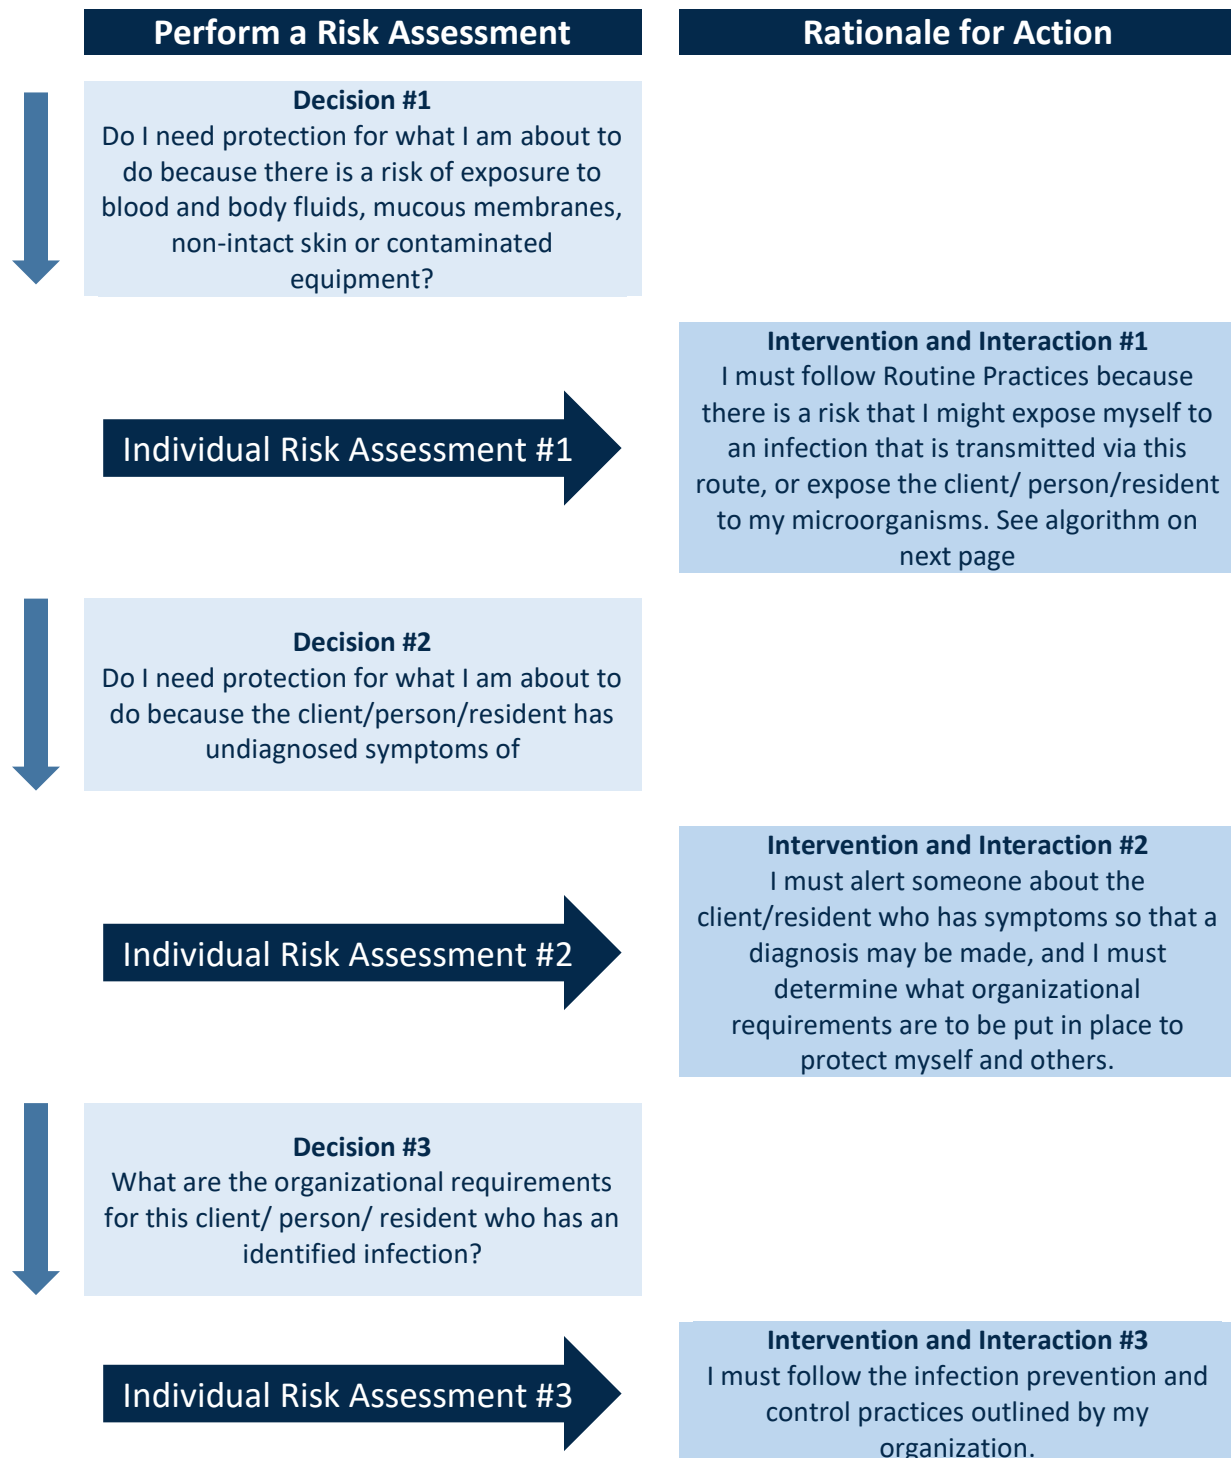 Perform a Risk Assessment
Rationale for Action
Decision #1
Do I need protection for what I am about to
do because there is a risk of exposure to
blood and body fluids, mucous membranes,
non-intact skin or contaminated
equipment?
Individual Risk Assessment #1
Intervention and Interaction #1
I must follow Routine Practices because
there is a risk that I might expose myself to
an infection that is transmitted via this
route, or expose the client/ person/resident
to my microorganisms. See algorithm on
next page
Decision #2
Do I need protection for what I am about to
do because the client/person/resident has
undiagnosed symptoms of
Individual Risk Assessment #2
Intervention and Interaction #2
I must alert someone about the
client/resident who has symptoms so that a
diagnosis may be made, and I must
determine what organizational
requirements are to be put in place to
protect myself and others.
Decision #3
What are the organizational requirements
for this client/ person/ resident who has an
identified infection?
Individual Risk Assessment #3
Intervention and Interaction #3
I must follow the infection prevention and
control practices outlined by my
organization.